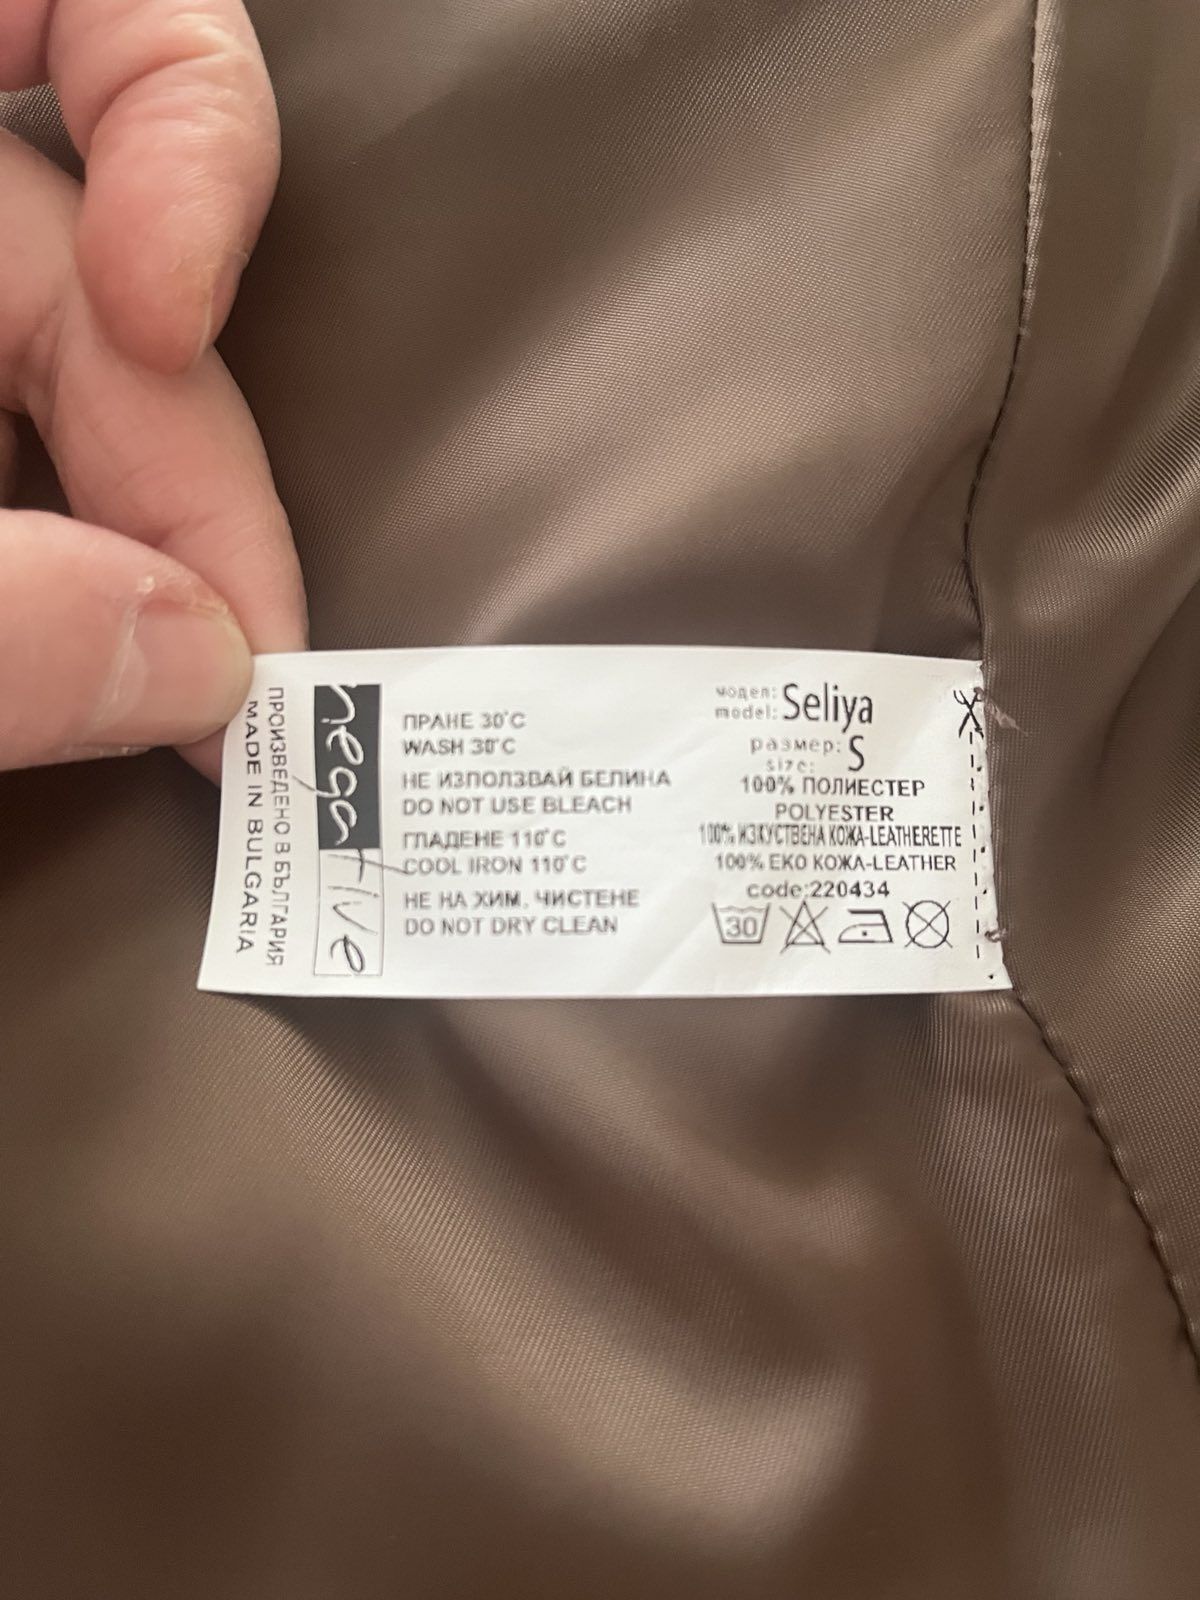 ПРОИЗВЕДЕНО В БЪЛГАРИЯ
MADE IN BULGARIA
negative
ПРАНЕ 30°C
WASH 30°C
НЕ ИЗПОЛЗВАЙ БЕЛИНА
DO NOT USE BLEACH
ГЛАДЕНЕ 110°C
COOL IRON 110°C
НЕ НА ХИМ. ЧИСТЕНЕ
DO NOT DRY CLEAN
модел: Seliya
model:
размер: S
size:
100% ПОЛИЕСТЕР
POLYESTER
100% ИЗКУСТВЕНА КОЖА-LEATHERETTE
100% ЕКО КОЖА-LEATHER
code:220434
30